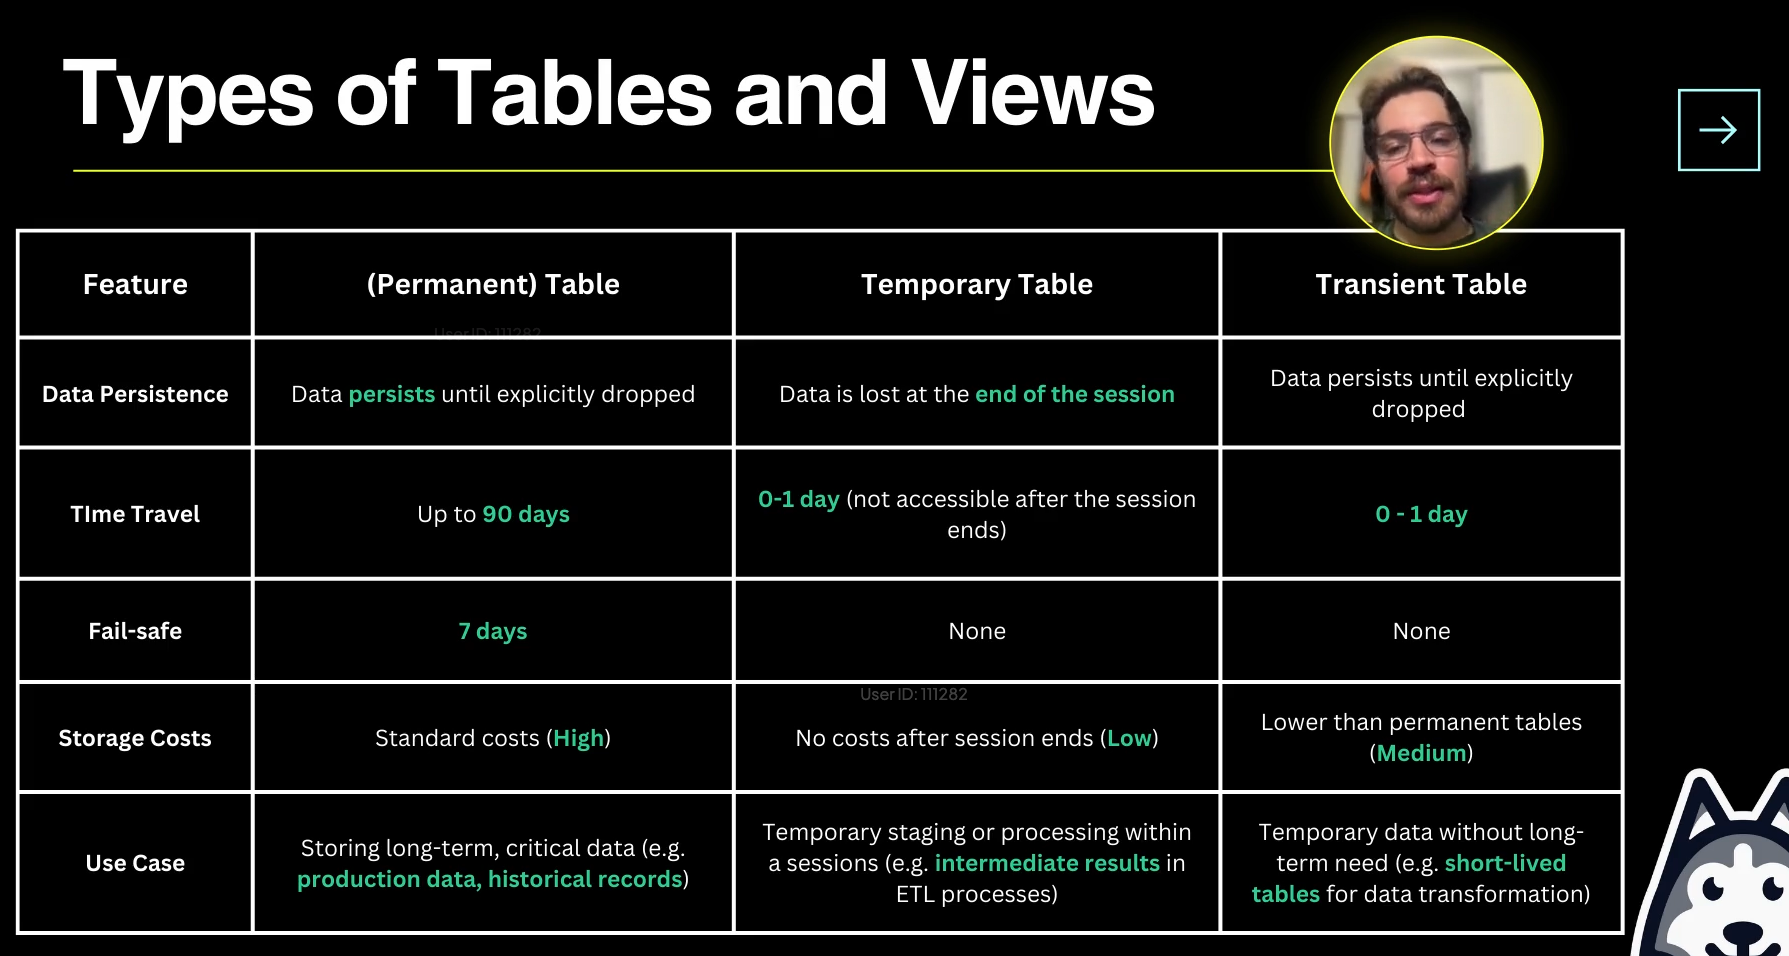 Types of Tables and Views
Feature
(Permanent) Table
Temporary Table
Transient Table
User ID: 111282
Data Persistence
Data persists until explicitly dropped
Data is lost at the end of the session
Data persists until explicitly
dropped
TIme Travel
Up to 90 days
0-1 day (not accessible after the session
ends)
0 - 1 day
Fail-safe
7 days
None
None
User ID: 111282
Storage Costs
Standard costs (High)
No costs after session ends (Low)
Lower than permanent tables
(Medium)
Use Case
Storing long-term, critical data (e.g.
production data, historical records)
Temporary staging or processing within
a sessions (e.g. intermediate results in
ETL processes)
Temporary data without long-
term need (e.g. short-lived
tables for data transformation)